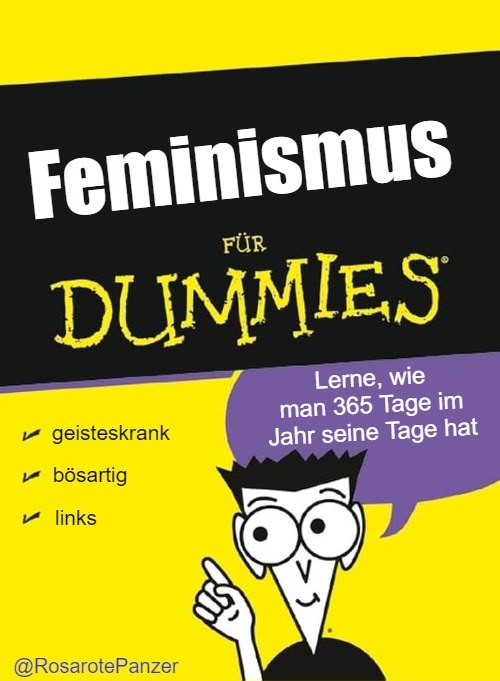 Feminismus
FÜR
DUMMIES®
Lerne, wie
man 365 Tage im
Jahr seine Tage hat
geisteskrank
bösartig
links
@RosarotePanzer